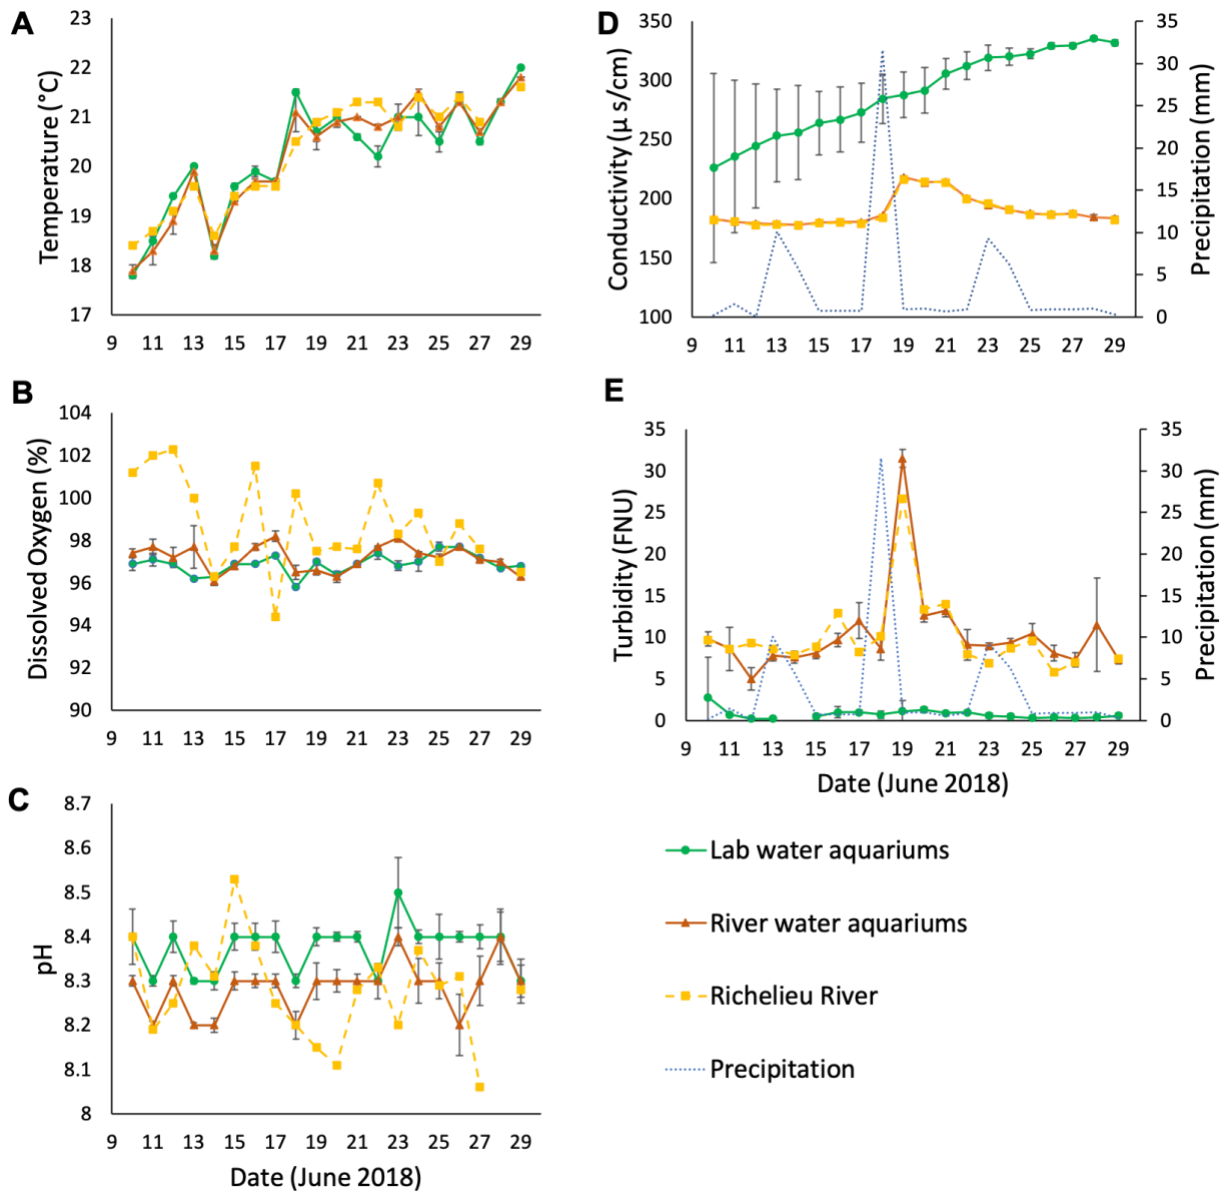 A
Temperature (°C)
23
22
21
20
19
18
17
9 11 13 15 17 19 21 23 25 27 29
B
Dissolved Oxygen (%)
104
102
100
98
96
94
92
90
9 11 13 15 17 19 21 23 25 27 29
C
pH
8.7
8.6
8.5
8.4
8.3
8.2
8.1
8
9 11 13 15 17 19 21 23 25 27 29
Date (June 2018)
D
Conductivity (µ s/cm)
350
300
250
200
150
100
Precipitation (mm)
35
30
25
20
15
10
5
0
9 11 13 15 17 19 21 23 25 27 29
E
Turbidity (FNU)
35
30
25
20
15
10
5
0
Precipitation (mm)
35
30
25
20
15
10
5
0
9 11 13 15 17 19 21 23 25 27 29
Date (June 2018)
Lab water aquariums
River water aquariums
Richelieu River
Precipitation